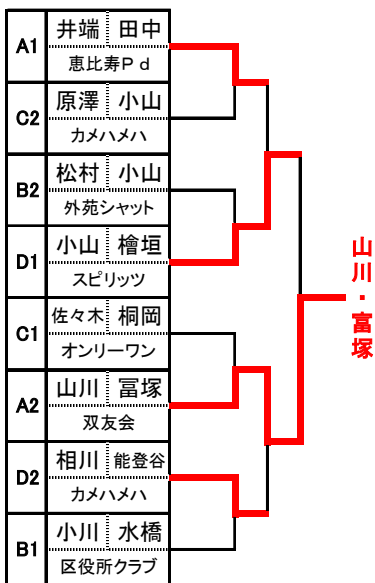 A1 井端 田中
恵比寿Pd
C2 原澤 小山
カメハメハ
B2 松村 小山
外苑シャット
D1 小山 檜垣
スピリッツ
C1 佐々木 桐岡
オンリーワン
A2 山川 冨塚
双友会
D2 相川 能登谷
カメハメハ
B1 小川 水橋
区役所クラブ
山川・富塚